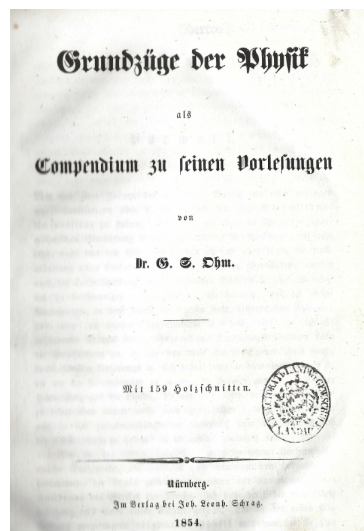 Grundzüge der Physik
als
Compendium zu seinen Vorlesungen
von
Dr. G. S. Ohm.
Mit 159 Holzschnitten.
Nürnberg.
Im Verlag bei Joh. Leonh. Schrag.
1854.